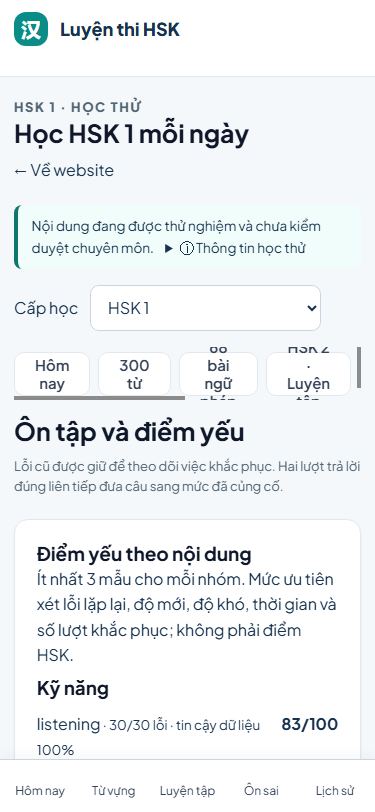 汉 Luyện thi HSK
HSK 1 · HỌC THỬ
Học HSK 1 mỗi ngày
← Về website
Nội dung đang được thử nghiệm và chưa kiểm
duyệt chuyên môn. ▶ ⓘ Thông tin học thử
Cấp học HSK 1
Hôm nay
300 từ
88 bài ngữ pháp
HSK 2 · Luyện tập
Ôn tập và điểm yếu
Lỗi cũ được giữ để theo dõi việc khắc phục. Hai lượt trả lời
đúng liên tiếp đưa câu sang mức đã củng cố.
Điểm yếu theo nội dung
Ít nhất 3 mẫu cho mỗi nhóm. Mức ưu tiên
xét lỗi lặp lại, độ mới, độ khó, thời gian và
số lượt khắc phục; không phải điểm
HSK.
Kỹ năng
listening · 30/30 lỗi · tin cậy dữ liệu 83/100
100%
Hôm nay Từ vựng Luyện tập Ôn sai Lịch sử